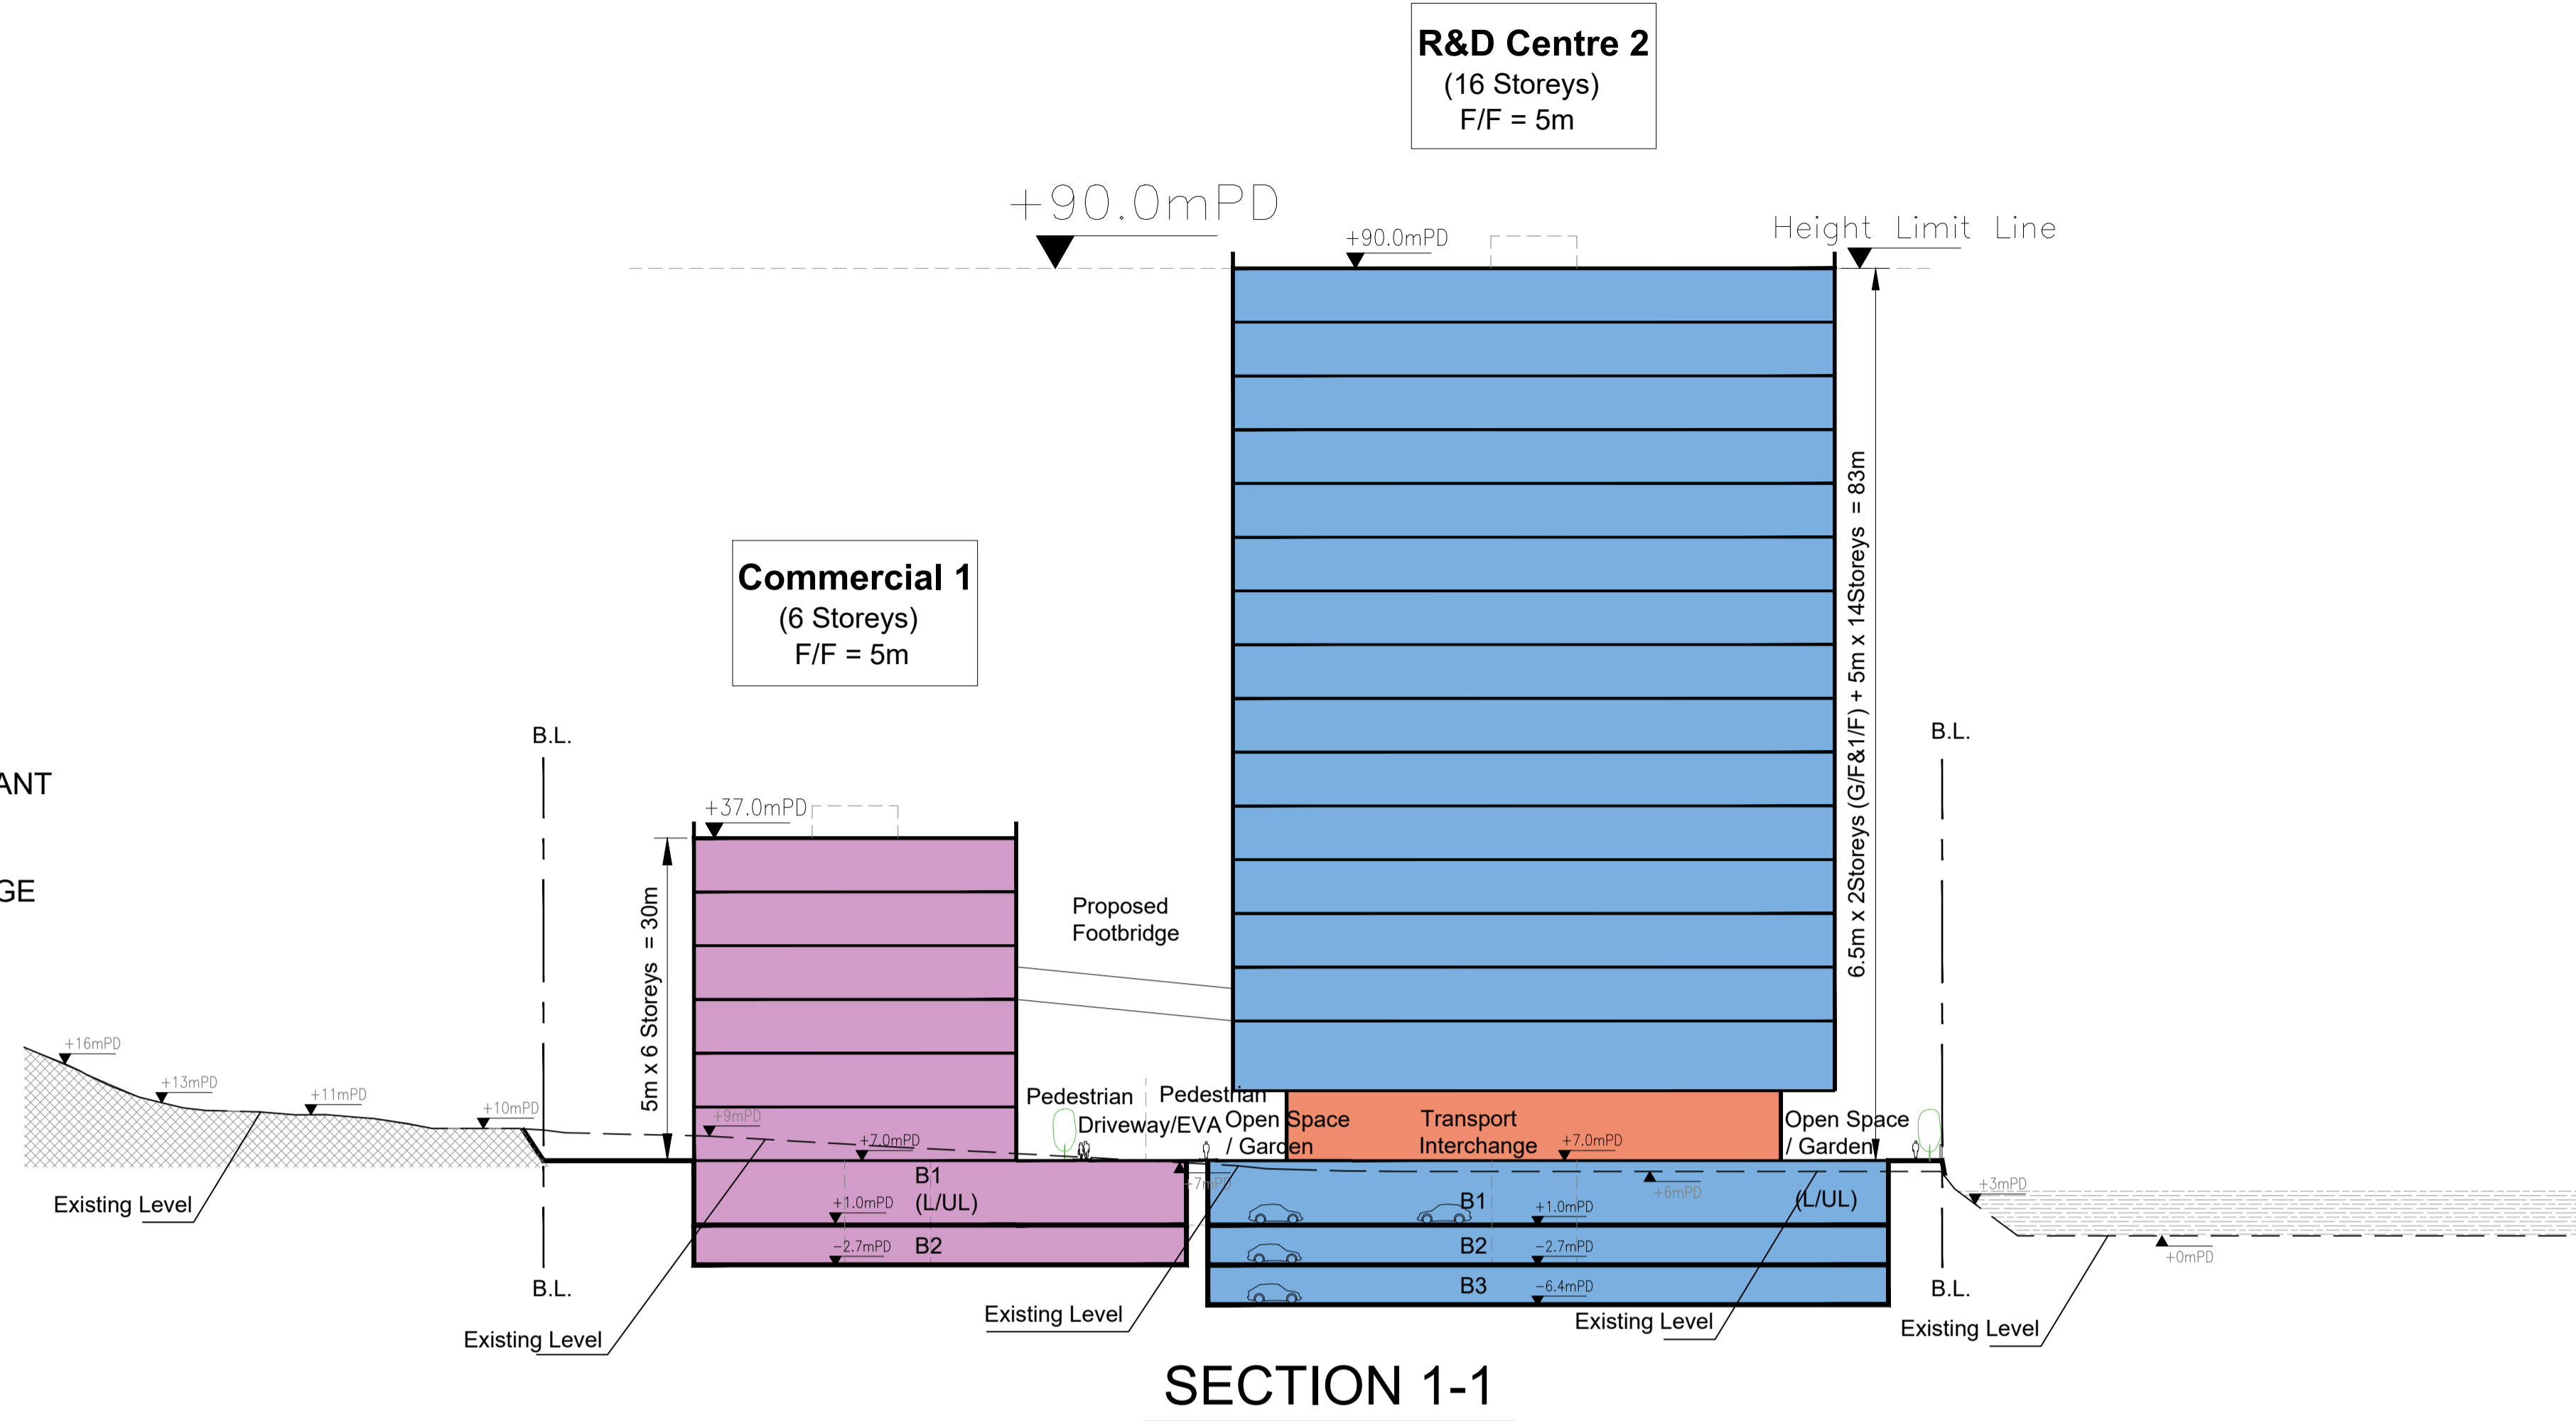 R&D Centre 2
(16 Storeys)
F/F = 5m
+90.0mPD
+90.0mPD
Height Limit Line
Commercial 1
(6 Storeys)
F/F = 5m
6.5m x 2Storeys (G/F&1/F) + 5m x 14Storeys = 83m
B.L.
B.L.
ANT
+37.0mPD
GE
5m x 6 Storeys = 30m
Proposed
Footbridge
+16mPD
+13mPD
+11mPD
+10mPD
+9mPD
Pedestrian
Pedestrian
Driveway/EVA
Open Space
/ Garden
Transport
Interchange
Open Space
/ Garden
+7.0mPD
+7.0mPD
B1
(L/UL)
+7mPD
+6mPD
(L/UL)
+3mPD
Existing Level
+1.0mPD
B1
+1.0mPD
-2.7mPD
B2
B2
-2.7mPD
+0mPD
B3
-6.4mPD
B.L.
B.L.
Existing Level
Existing Level
Existing Level
Existing Level
SECTION 1-1